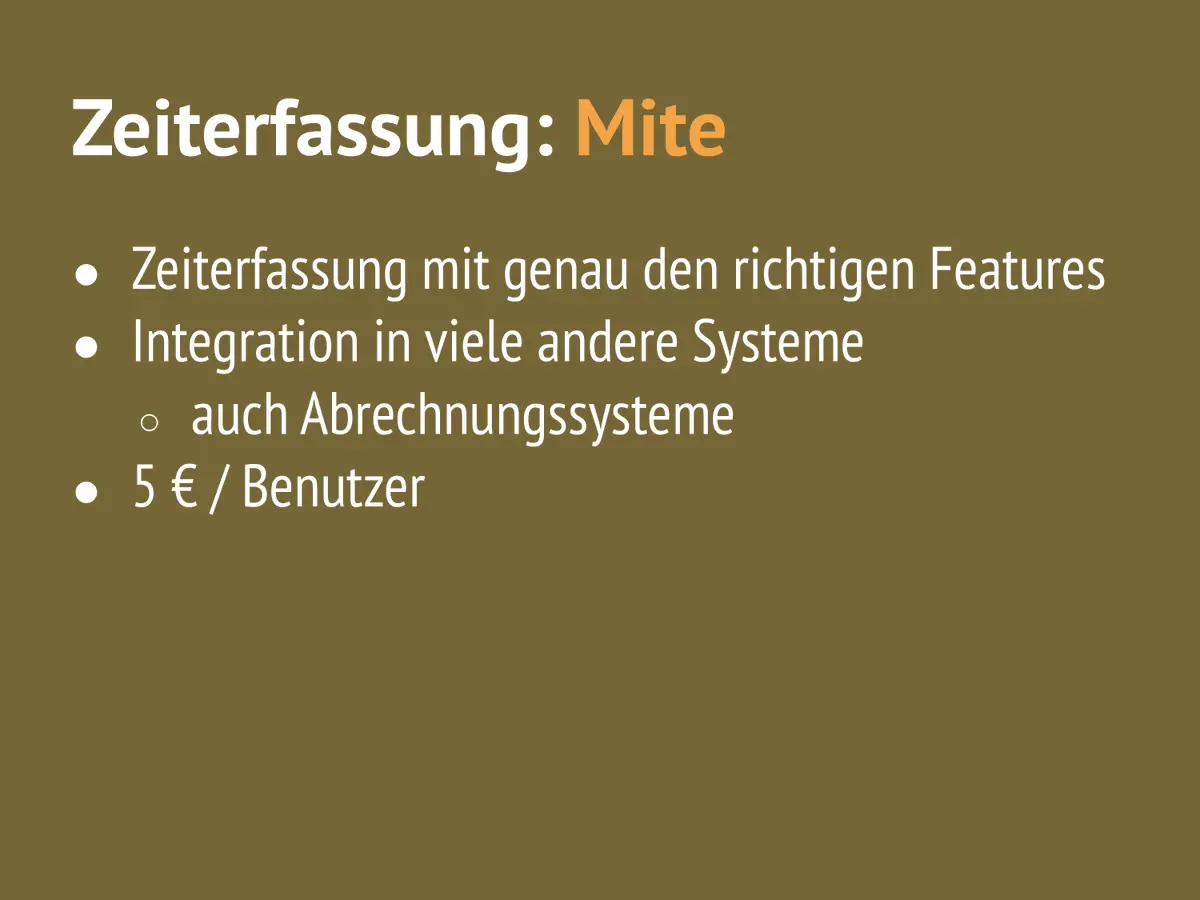 Zeiterfassung: Mite
● Zeiterfassung mit genau den richtigen Features
● Integration in viele andere Systeme
○ auch Abrechnungssysteme
● 5 € / Benutzer